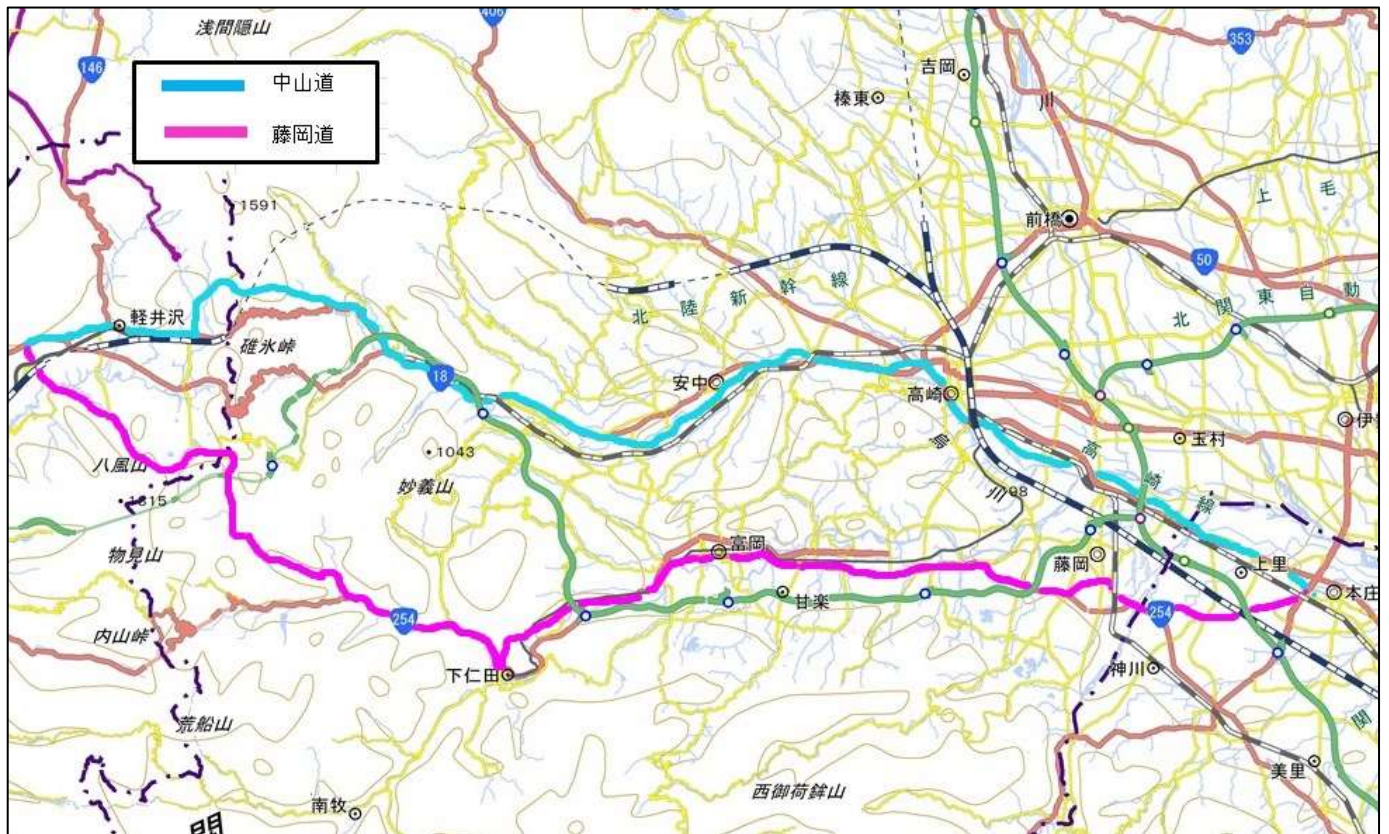 浅間隠山
406
353
146
吉岡
中山道
榛東
川
藤岡道
上毛
1591
前橋
50
北陸新幹線
北関東自動
軽井沢
碓氷峠
18
安中
高崎
伊
玉村
烏川
高崎線
八風山
1043
妙義山
98
1315
物見山
富岡
藤岡
上里
甘楽
本庄
254
254
内山峠
下仁田
神川
荒船山
関
美里
西御荷鉾山
南牧